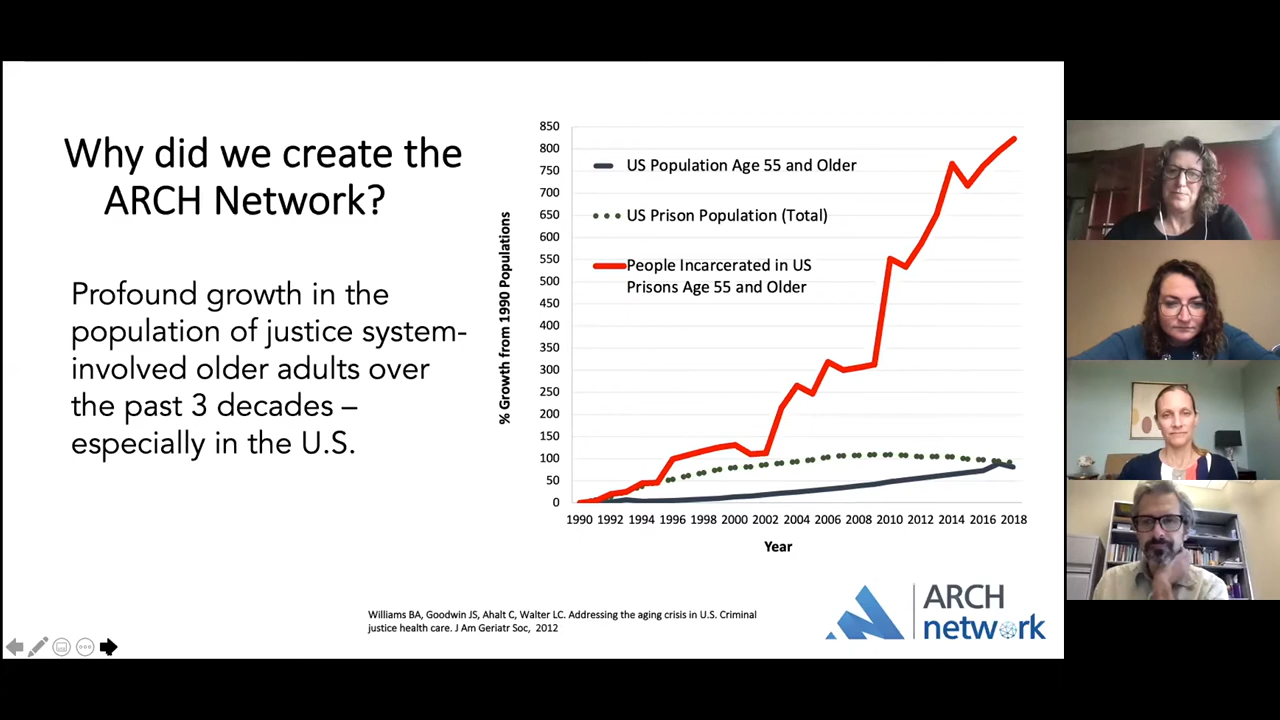 Why did we create the
ARCH Network?
Profound growth in the
population of justice system-
involved older adults over
the past 3 decades –
especially in the U.S.
% Growth from 1990 Populations
850
800
750
700
650
600
550
500
450
400
350
300
250
200
150
100
50
0
US Population Age 55 and Older
US Prison Population (Total)
People Incarcerated in US
Prisons Age 55 and Older
1990 1992 1994 1996 1998 2000 2002 2004 2006 2008 2010 2012 2014 2016 2018
Year
Williams BA, Goodwin JS, Ahalt C, Walter LC. Addressing the aging crisis in U.S. Criminal
justice health care. J Am Geriatr Soc, 2012
ARCH
network